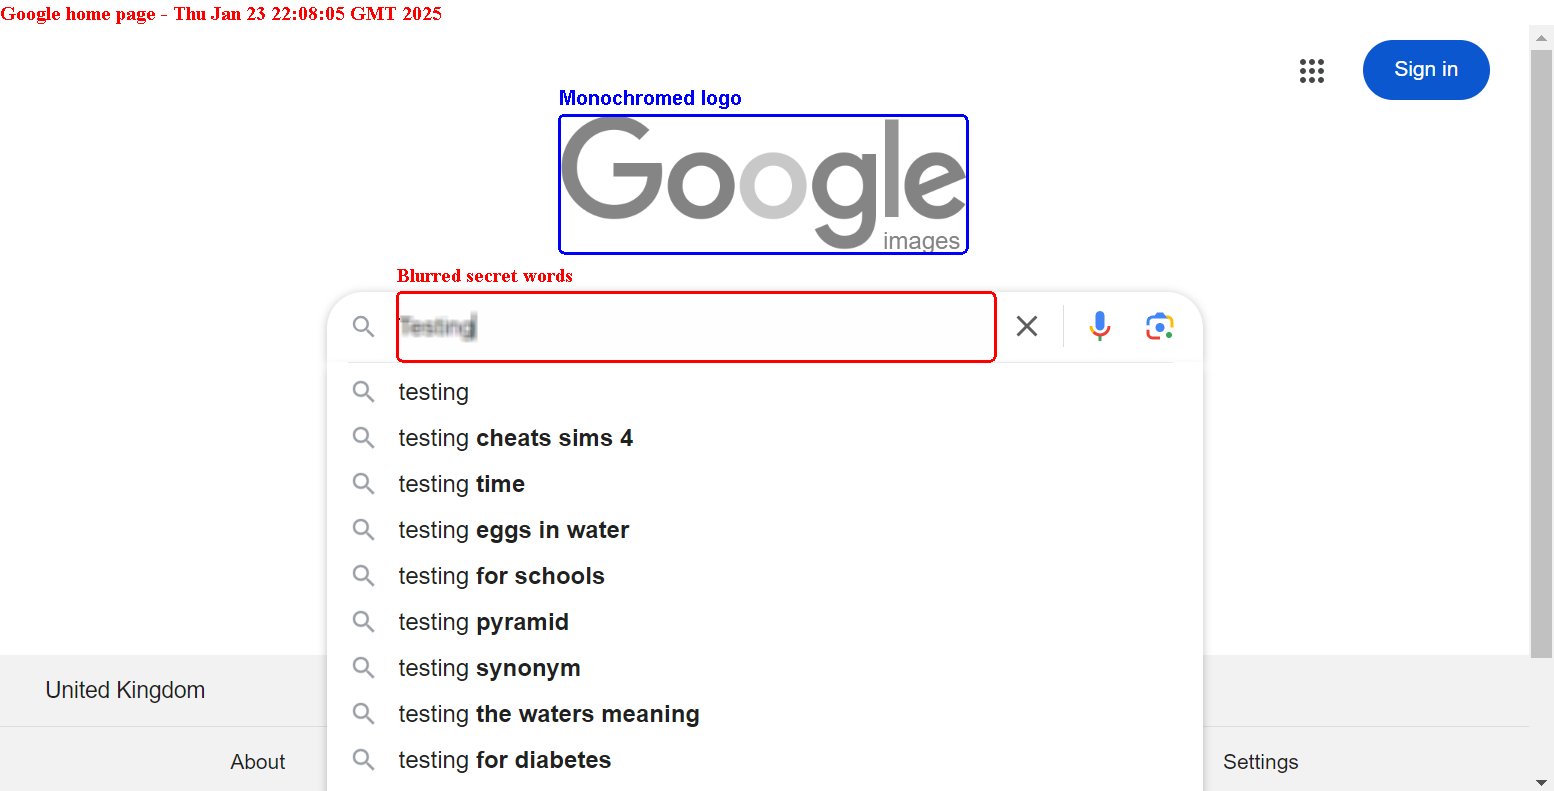 Google home page - Thu Jan 23 22:08:05 GMT 2025
Sign in
Monochromed logo
Google
images
Blurred secret words
Testing
testing
testing cheats sims 4
testing time
testing eggs in water
testing for schools
testing pyramid
testing synonym
testing the waters meaning
testing for diabetes
United Kingdom
About
Settings